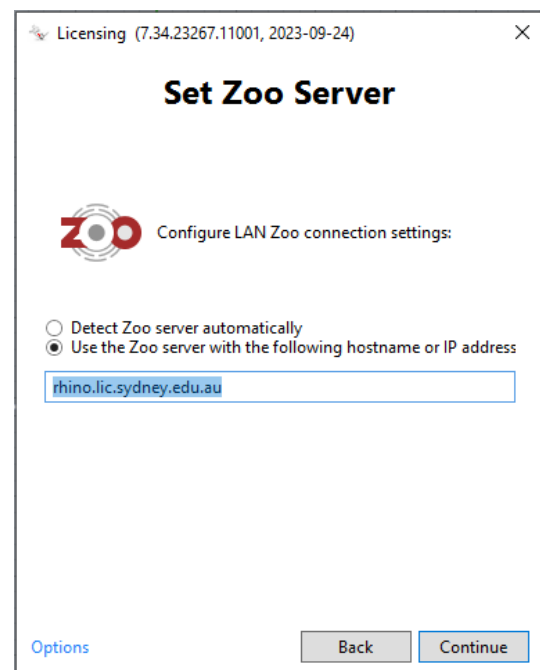 Licensing (7.34.23267.11001, 2023-09-24)
Set Zoo Server
ZOO
Configure LAN Zoo connection settings:
Detect Zoo server automatically
Use the Zoo server with the following hostname or IP address
rhino.lic.sydney.edu.au
Options Back Continue